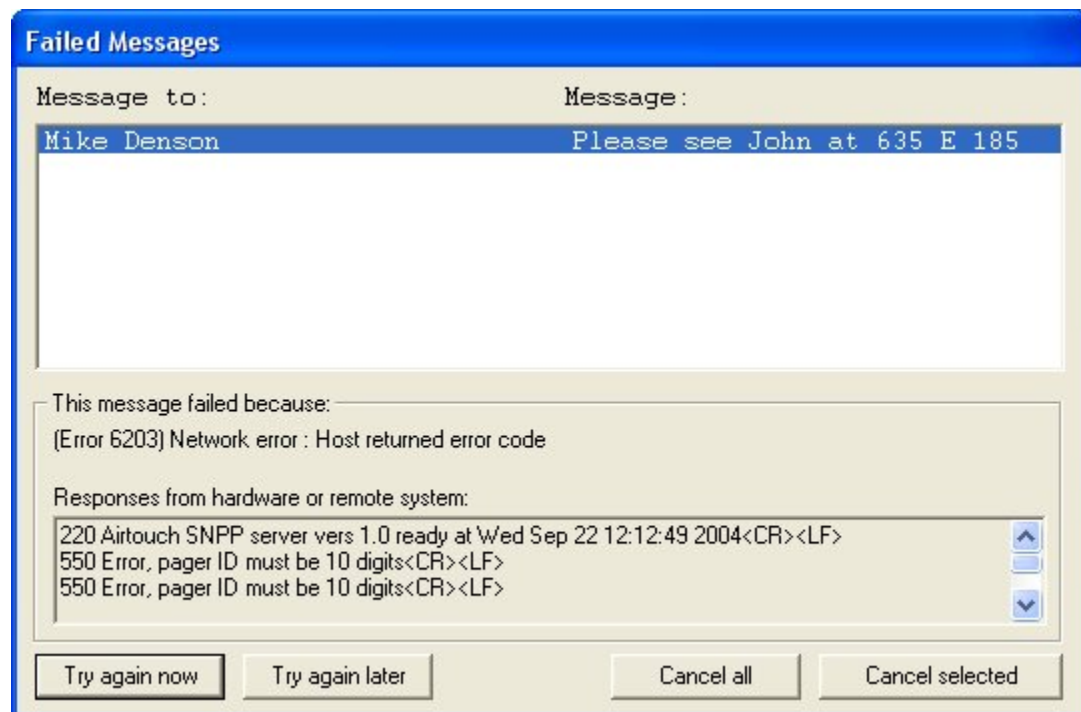 Failed Messages
Message to: Message:
Mike Denson Please see John at 635 E 185
This message failed because:
(Error 6203) Network error : Host returned error code
Responses from hardware or remote system:
220 Airtouch SNPP server vers 1.0 ready at Wed Sep 22 12:12:49 2004<CR><LF>
550 Error, pager ID must be 10 digits<CR><LF>
550 Error, pager ID must be 10 digits<CR><LF>
Try again now Try again later Cancel all Cancel selected